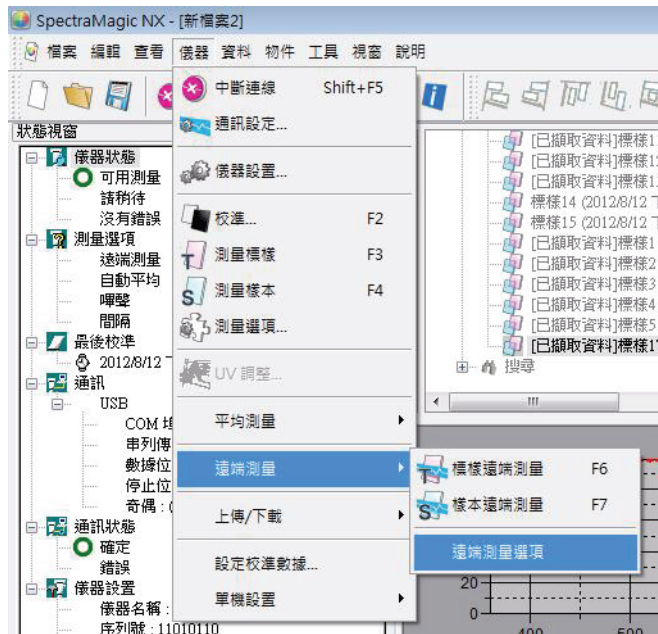 SpectraMagic NX - [新檔案2]
檔案 編輯 查看 儀器 資料 物件 工具 視窗 說明
中斷連線 Shift+F5
通訊設定...
儀器設置...
校準... F2
測量標樣 F3
測量樣本 F4
測量選項...
UV 調整...
平均測量
遠端測量
上傳/下載
設定校準數據...
單機設置
標樣遠端測量 F6
樣本遠端測量 F7
遠端測量選項
狀態視窗
儀器狀態
可用測量
請稍待
沒有錯誤
測量選項
遠端測量
自動平均
嗶聲
間隔
最後校準
2012/8/12
通訊
USB
COM
串列傳
數據位
停止位
奇偶 :
通訊狀態
確定
錯誤
儀器設置
儀器名稱 :
序列號 : 11010110
[已擷取資料]標樣1
[已擷取資料]標樣1
[已擷取資料]標樣1
標樣14 (2012/8/12
標樣15 (2012/8/12
[已擷取資料]標樣1
[已擷取資料]標樣2
[已擷取資料]標樣3
[已擷取資料]標樣4
[已擷取資料]標樣5
[已擷取資料]標樣1
搜尋
20
0
400 500